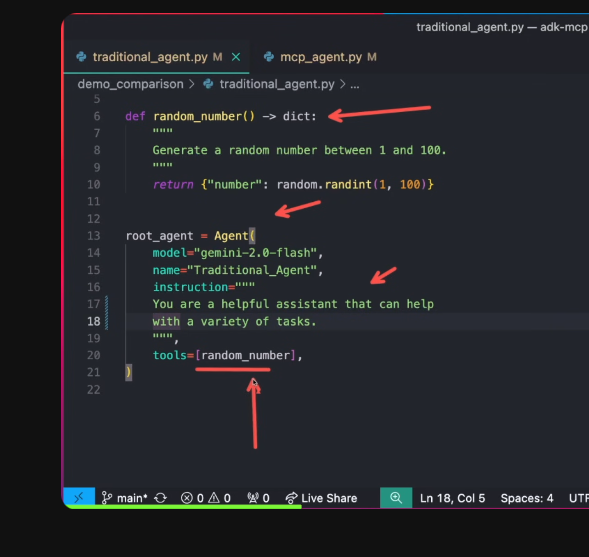 traditional_agent.py — adk-mcp
traditional_agent.py M × mcp_agent.py M
demo_comparison > traditional_agent.py > ...
5
6 def random_number() -> dict:
7 """
8 Generate a random number between 1 and 100.
9 """
10 return {"number": random.randint(1, 100)}
11
12
13 root_agent = Agent(
14 model="gemini-2.0-flash",
15 name="Traditional_Agent",
16 instruction="""
17 You are a helpful assistant that can help
18 with a variety of tasks.
19 """,
20 tools=[random_number],
21 )
22
main* 0 0 0 Live Share Ln 18, Col 5 Spaces: 4 UTF